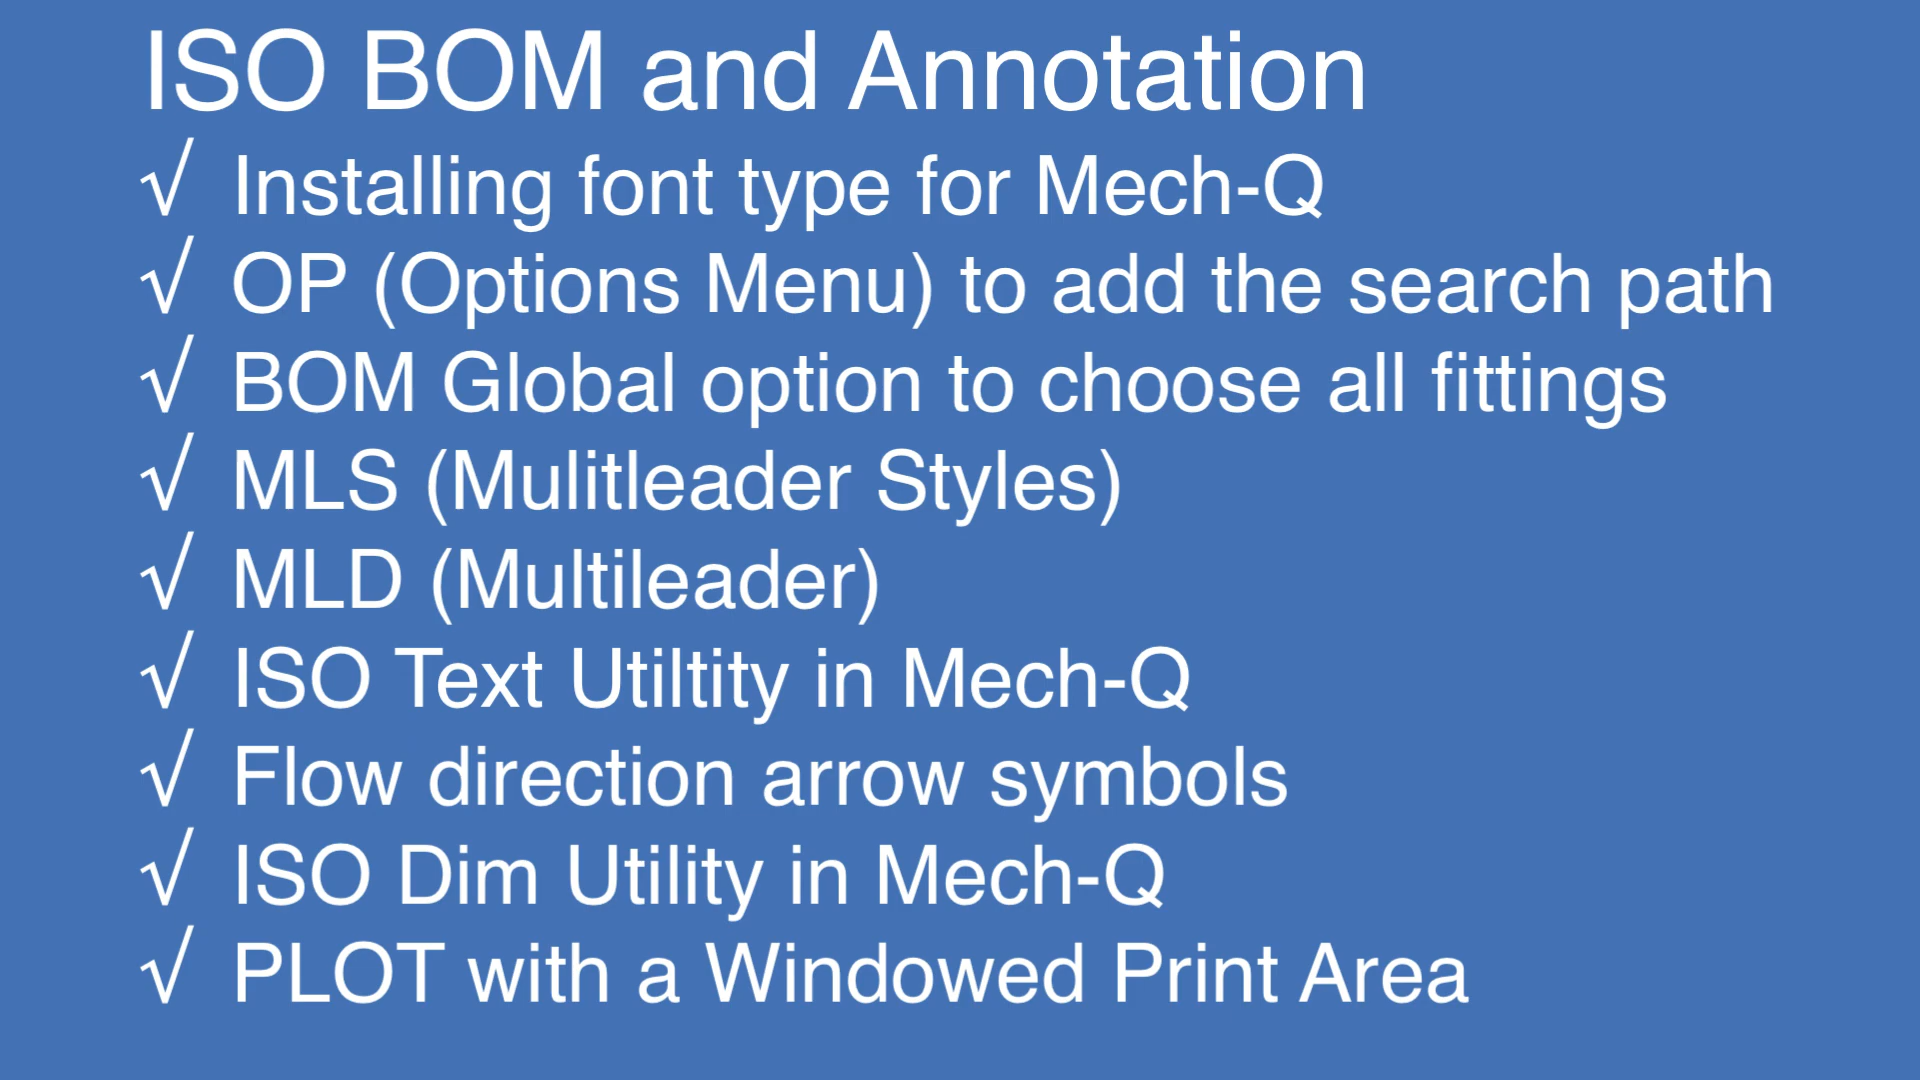 ISO BOM and Annotation
√ Installing font type for Mech-Q
√ OP (Options Menu) to add the search path
√ BOM Global option to choose all fittings
√ MLS (Mulitleader Styles)
√ MLD (Multileader)
√ ISO Text Utiltity in Mech-Q
√ Flow direction arrow symbols
√ ISO Dim Utility in Mech-Q
√ PLOT with a Windowed Print Area